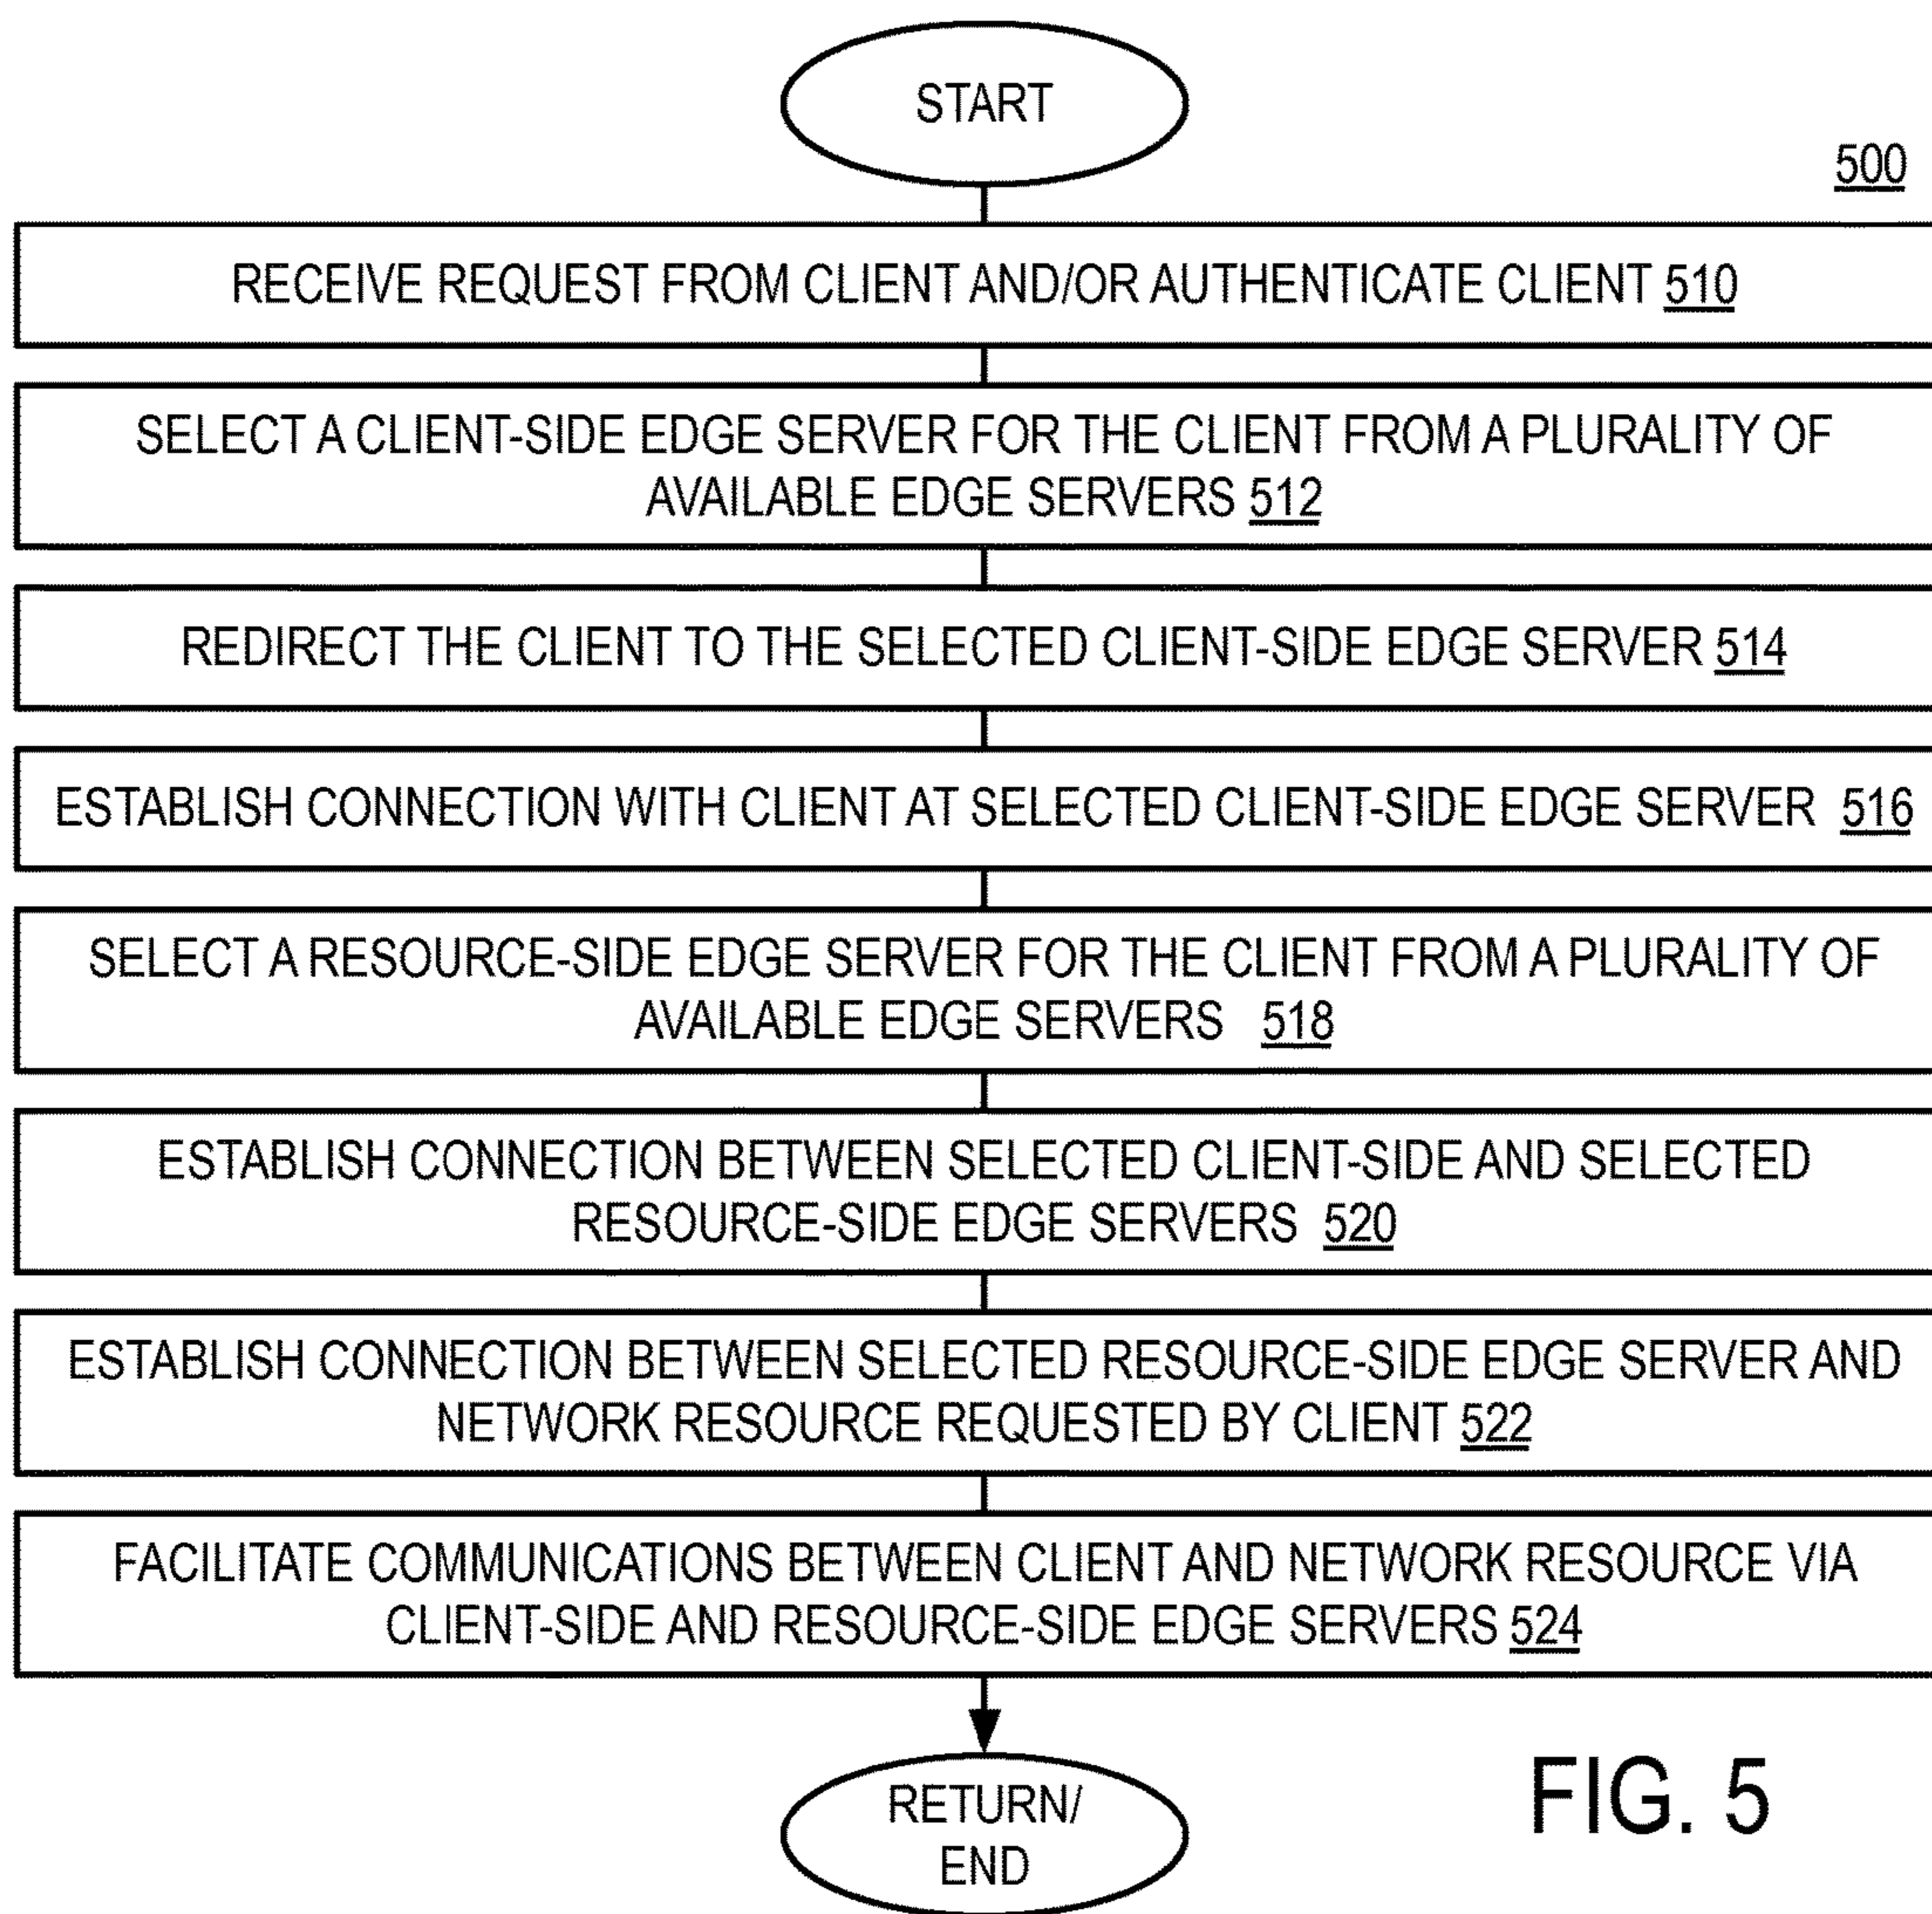 START
500
RECEIVE REQUEST FROM CLIENT AND/OR AUTHENTICATE CLIENT 510
SELECT A CLIENT-SIDE EDGE SERVER FOR THE CLIENT FROM A PLURALITY OF
AVAILABLE EDGE SERVERS 512
REDIRECT THE CLIENT TO THE SELECTED CLIENT-SIDE EDGE SERVER 514
ESTABLISH CONNECTION WITH CLIENT AT SELECTED CLIENT-SIDE EDGE SERVER 516
SELECT A RESOURCE-SIDE EDGE SERVER FOR THE CLIENT FROM A PLURALITY OF
AVAILABLE EDGE SERVERS 518
ESTABLISH CONNECTION BETWEEN SELECTED CLIENT-SIDE AND SELECTED
RESOURCE-SIDE EDGE SERVERS 520
ESTABLISH CONNECTION BETWEEN SELECTED RESOURCE-SIDE EDGE SERVER AND
NETWORK RESOURCE REQUESTED BY CLIENT 522
FACILITATE COMMUNICATIONS BETWEEN CLIENT AND NETWORK RESOURCE VIA
CLIENT-SIDE AND RESOURCE-SIDE EDGE SERVERS 524
RETURN/
END
FIG. 5